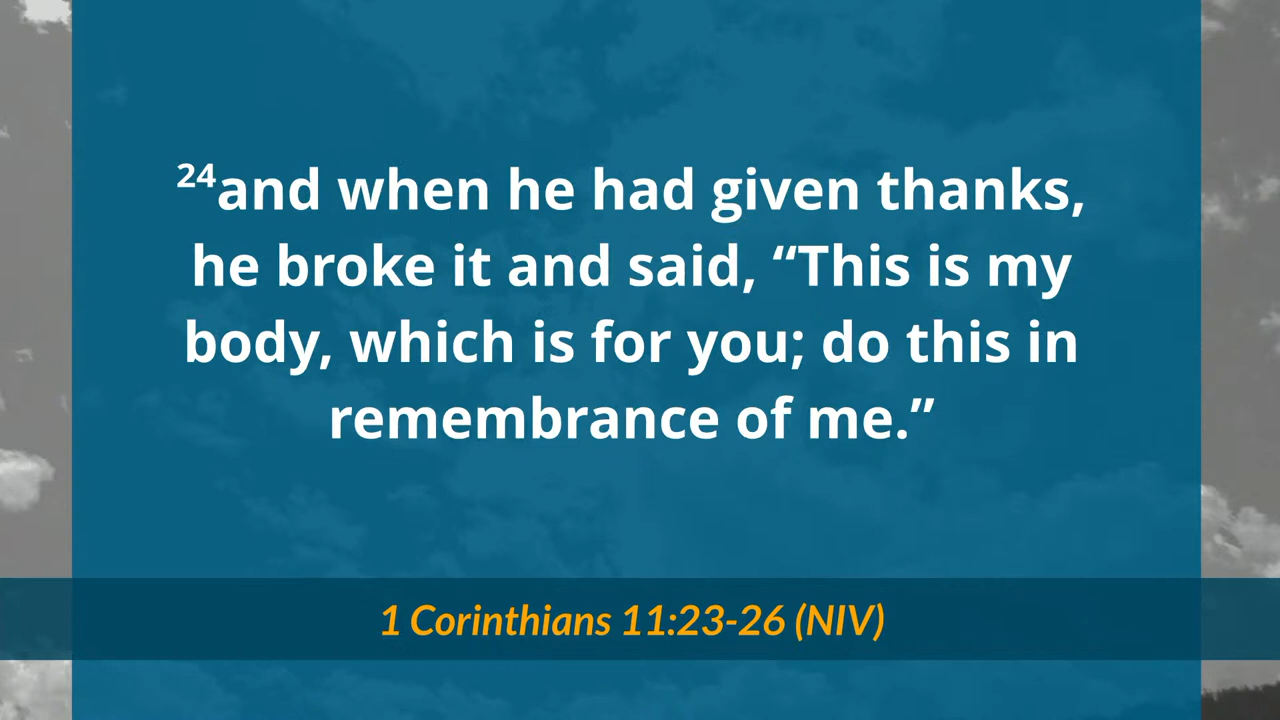 24and when he had given thanks,
he broke it and said, “This is my
body, which is for you; do this in
remembrance of me.”
1 Corinthians 11:23-26 (NIV)